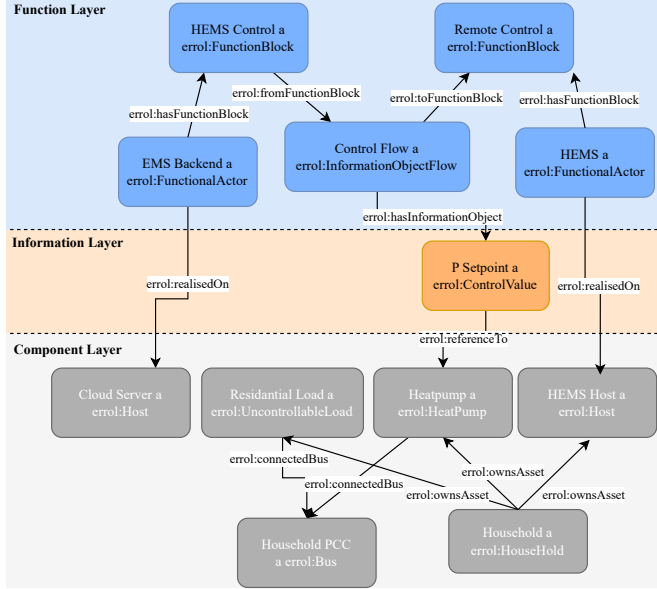 Function Layer
HEMS Control a
errol:FunctionBlock
Remote Control a
errol:FunctionBlock
errol:fromFunctionBlock
errol:toFunctionBlock
errol:hasFunctionBlock
errol:hasFunctionBlock
EMS Backend a
errol:FunctionalActor
Control Flow a
errol:InformationObjectFlow
HEMS a
errol:FunctionalActor
errol:hasInformationObject
Information Layer
P Setpoint a
errol:ControlValue
errol:realisedOn
errol:realisedOn
errol:referenceTo
Component Layer
Cloud Server a
errol:Host
Residantial Load a
errol:UncontrollableLoad
Heatpump a
errol:HeatPump
HEMS Host a
errol:Host
errol:connectedBus
errol:connectedBus
errol:ownsAsset
errol:ownsAsset
errol:ownsAsset
Household PCC
a errol:Bus
Household a
errol:HouseHold